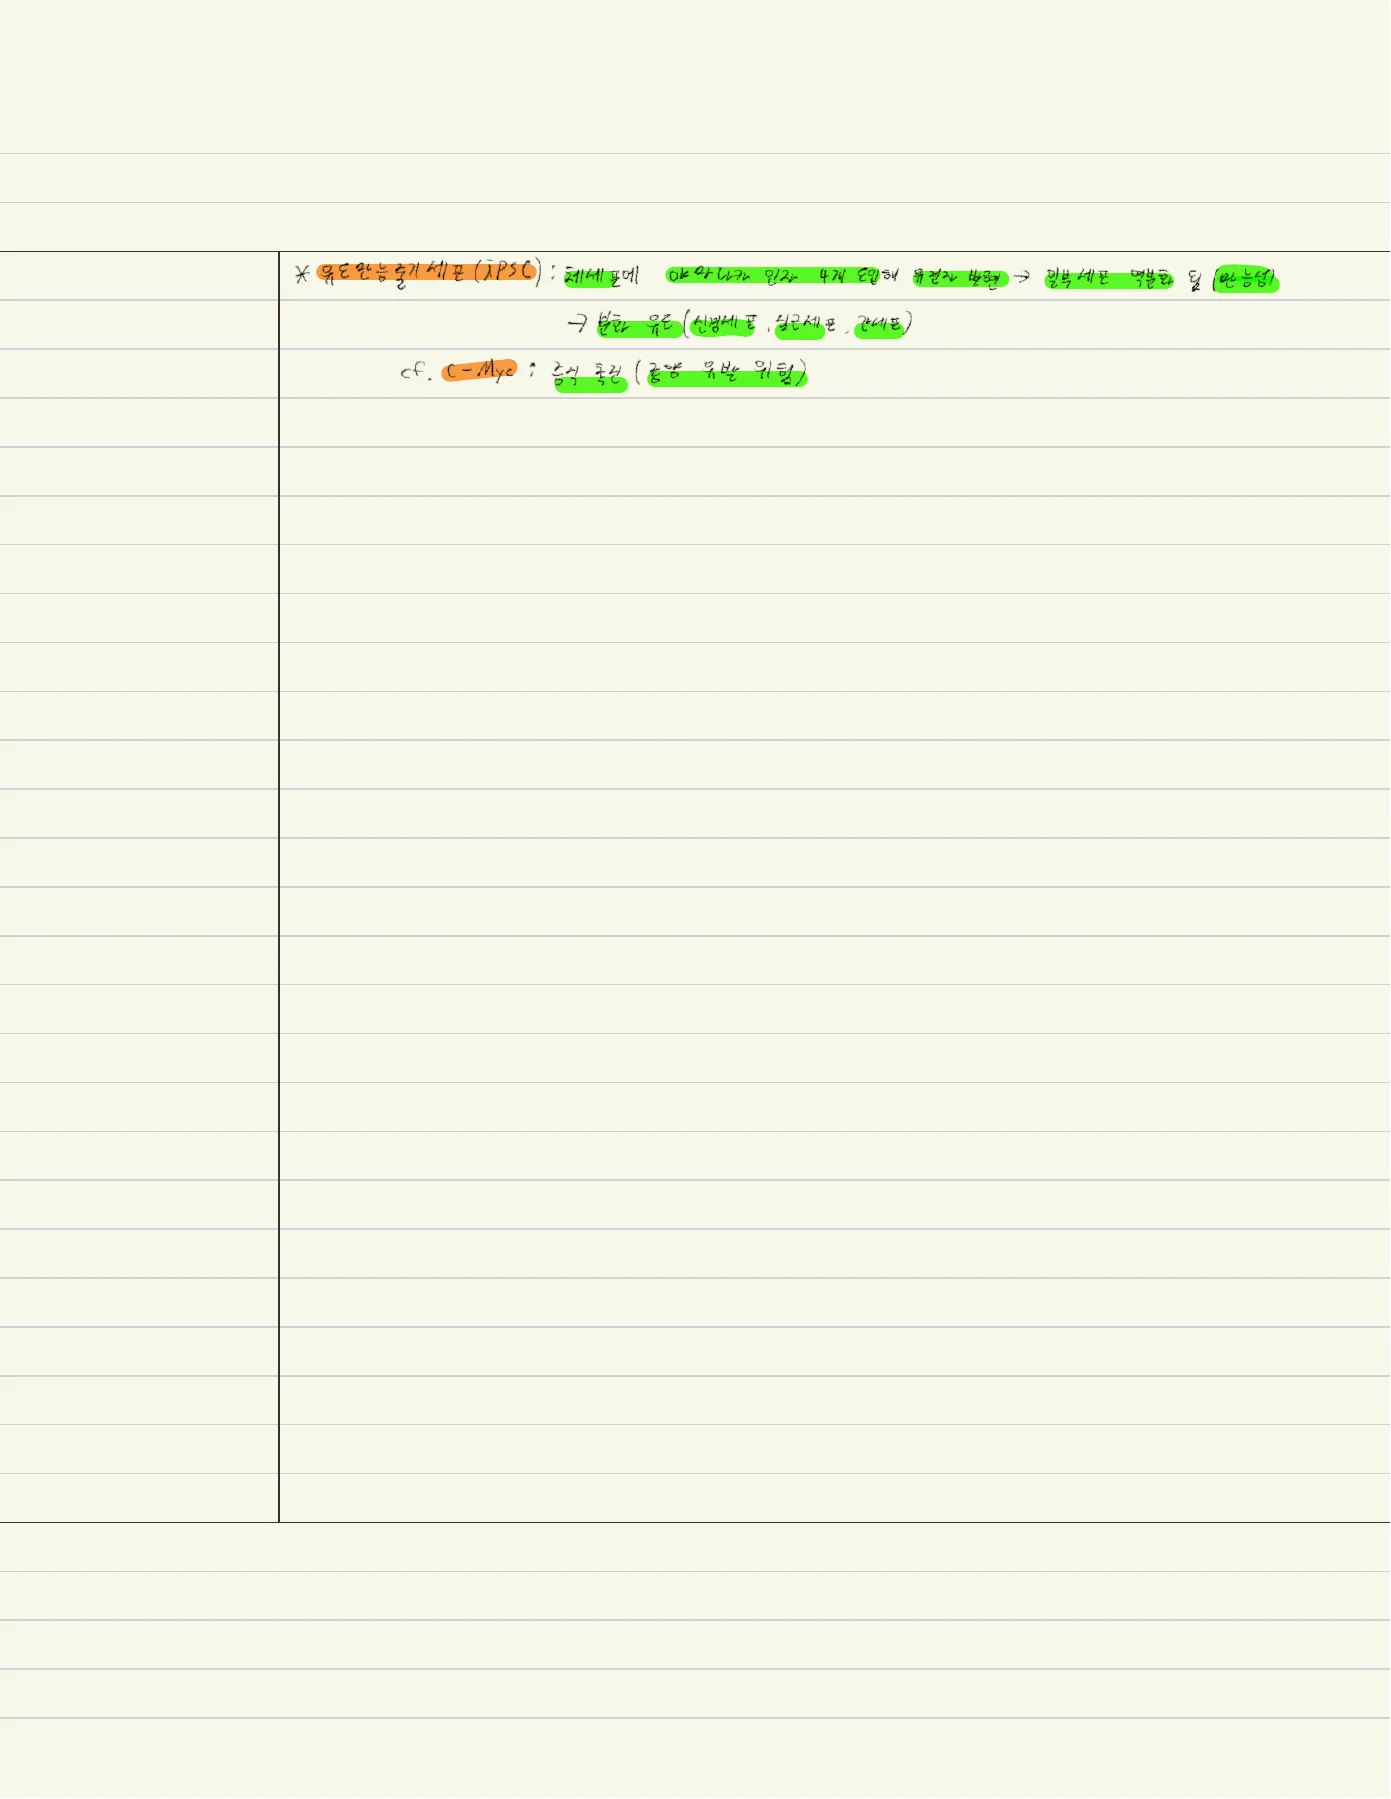 * 유도만능줄기세포(iPSC) : 체세포에 야마나카 인자 4개 도입해 유전자 발현 → 일부세포 역분화 됨 (만능성)
→ 분화 유도 (신경세포, 심근세포, 간세포)
cf. C-Myc : 증식 촉진 (종양 유발 위험)